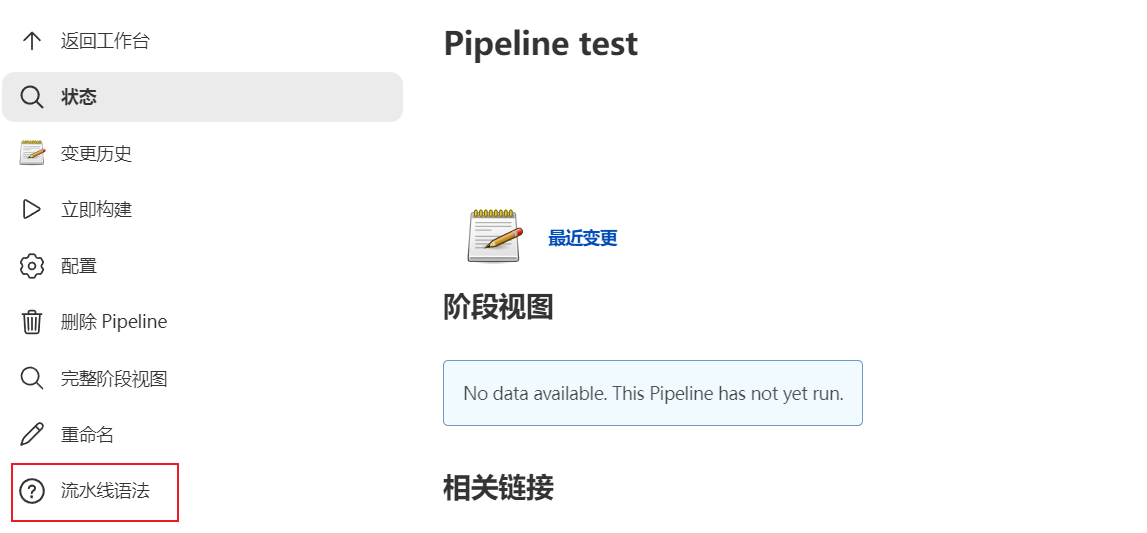 返回工作台
状态
变更历史
立即构建
配置
删除 Pipeline
完整阶段视图
重命名
流水线语法
Pipeline test
最近变更
阶段视图
No data available. This Pipeline has not yet run.
相关链接